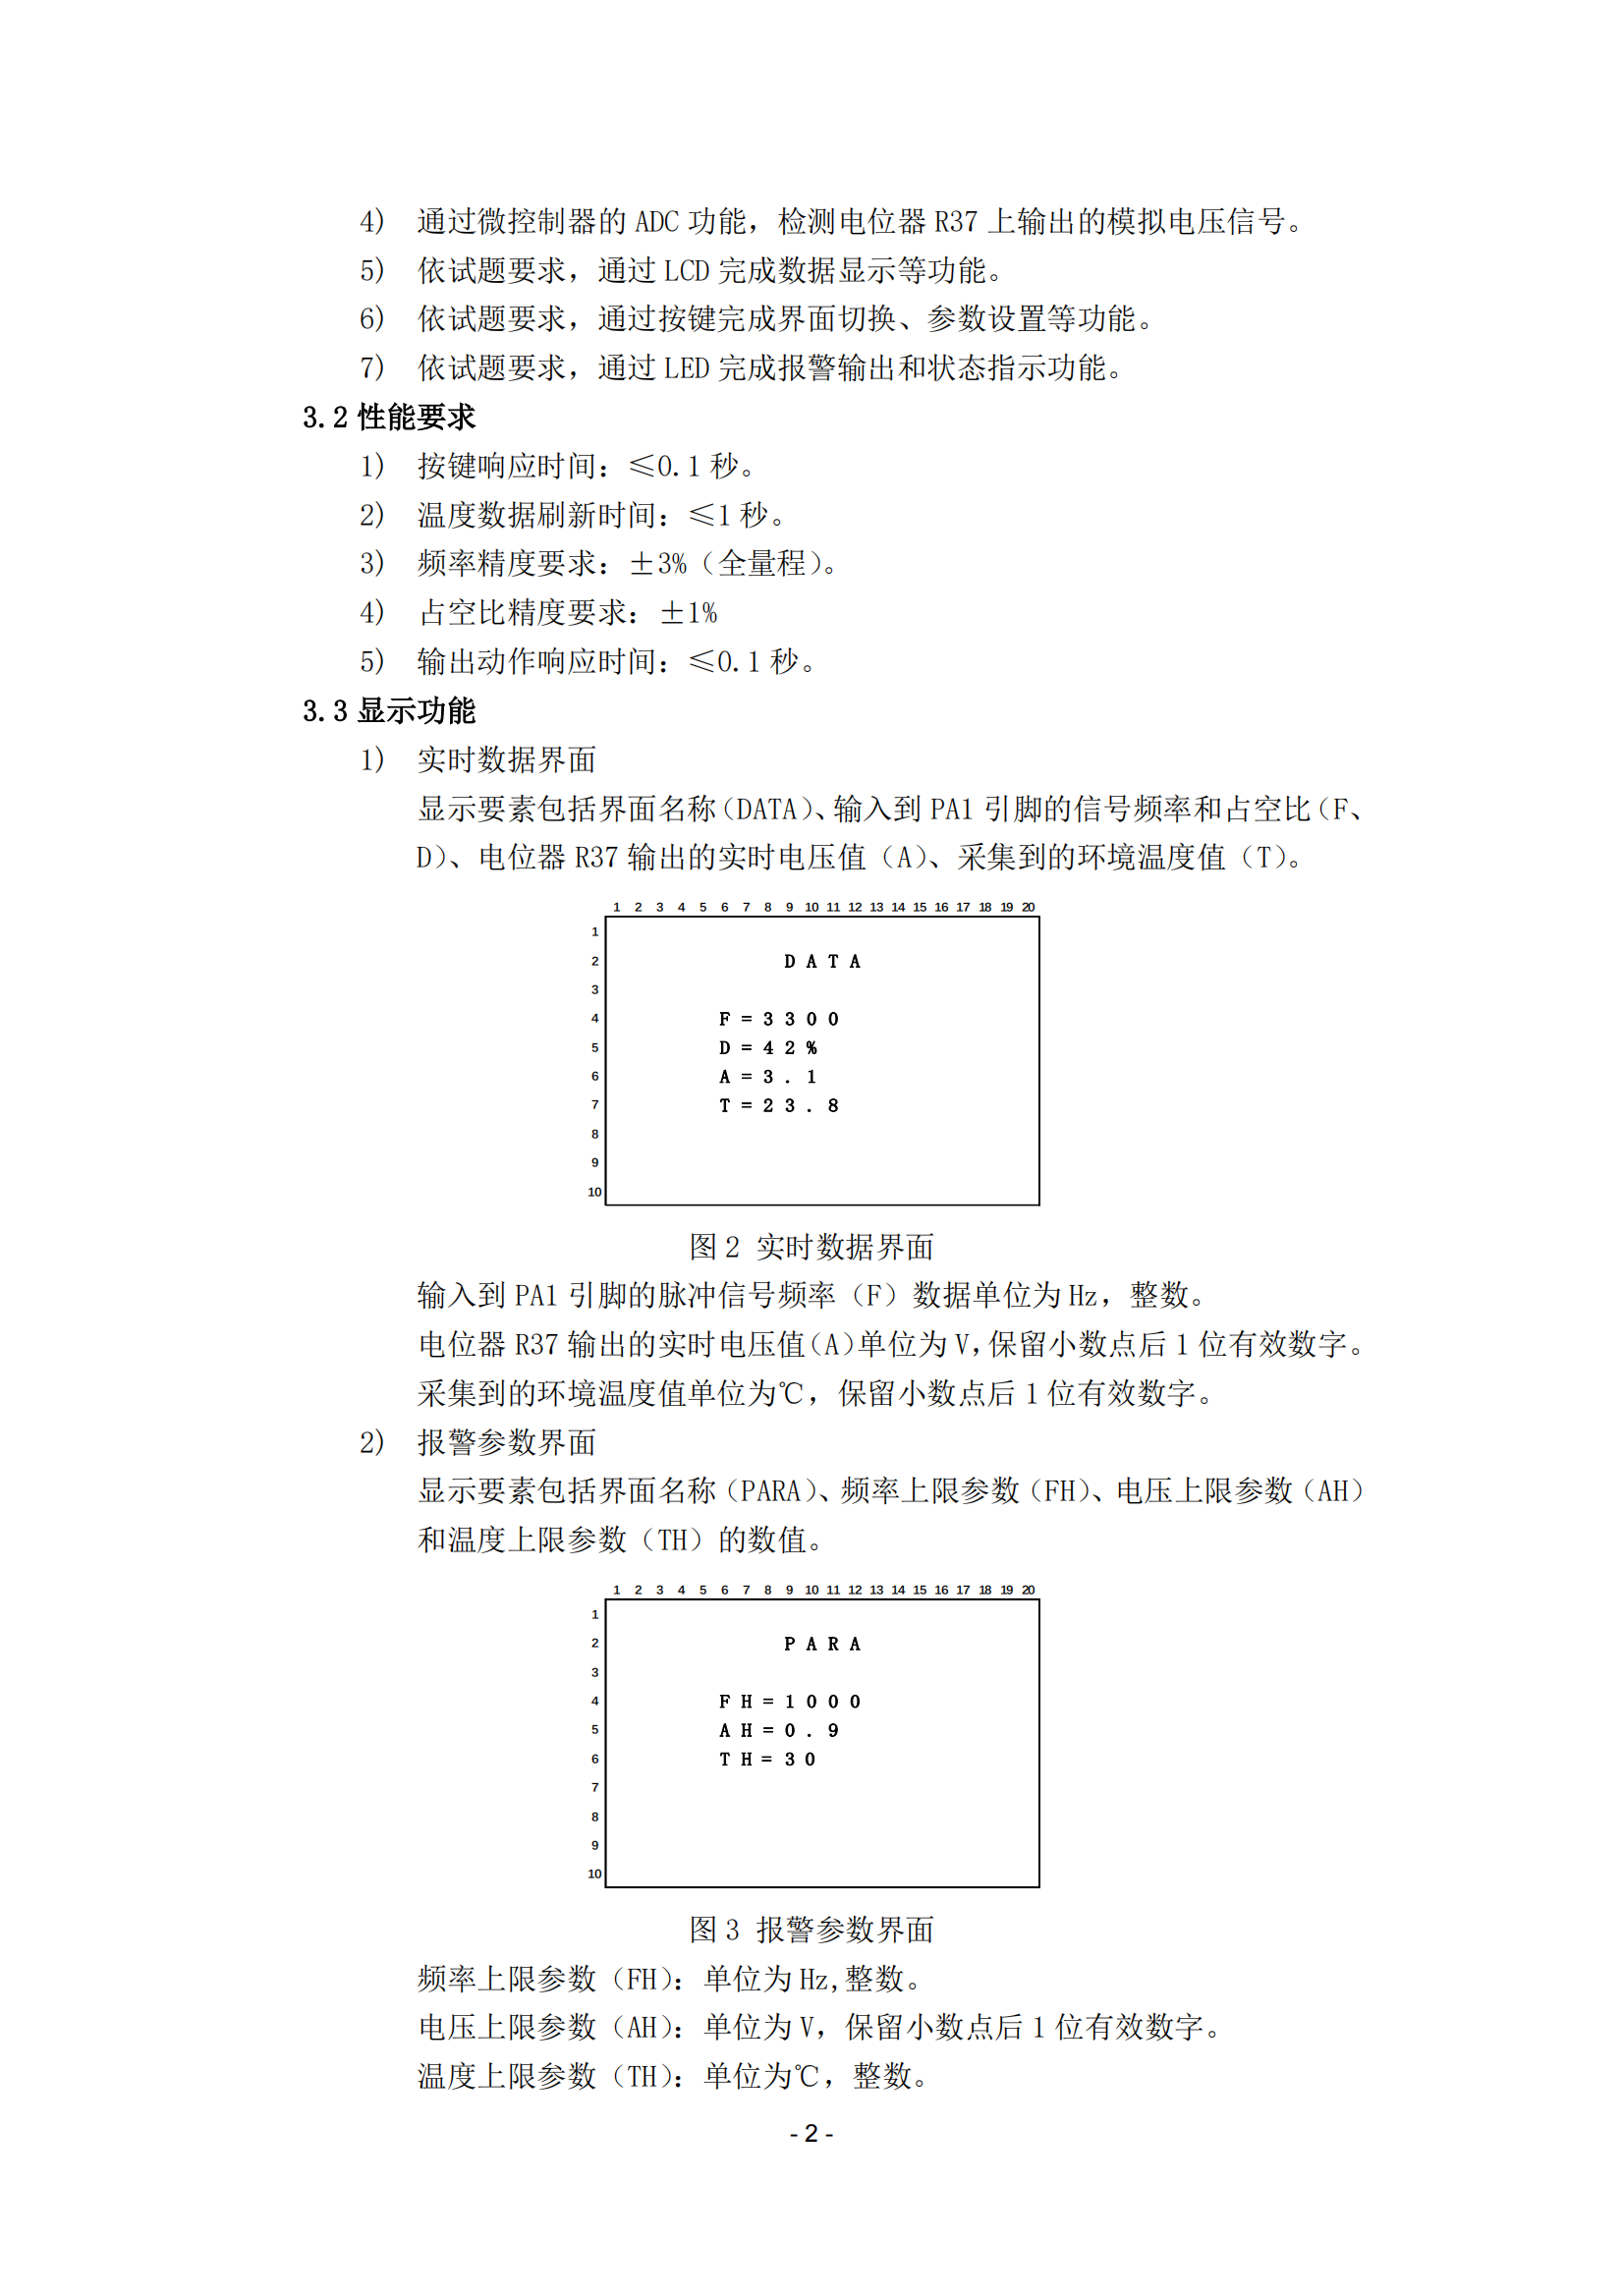 4) 通过微控制器的 ADC 功能，检测电位器 R37 上输出的模拟电压信号。
5) 依试题要求，通过 LCD 完成数据显示等功能。
6) 依试题要求，通过按键完成界面切换、参数设置等功能。
7) 依试题要求，通过 LED 完成报警输出和状态指示功能。
3.2 性能要求
1) 按键响应时间：≤0.1 秒。
2) 温度数据刷新时间：≤1 秒。
3) 频率精度要求：±3%（全量程）。
4) 占空比精度要求：±1%
5) 输出动作响应时间：≤0.1 秒。
3.3 显示功能
1) 实时数据界面
显示要素包括界面名称（DATA）、输入到 PA1 引脚的信号频率和占空比（F、
D）、电位器 R37 输出的实时电压值（A）、采集到的环境温度值（T）。
1 2 3 4 5 6 7 8 9 10 11 12 13 14 15 16 17 18 19 20
1
2 DATA
3
4 F=3300
5 D=42%
6 A=3.1
7 T=23.8
8
9
10
图 2 实时数据界面
输入到 PA1 引脚的脉冲信号频率（F）数据单位为 Hz，整数。
电位器 R37 输出的实时电压值（A）单位为 V，保留小数点后 1 位有效数字。
采集到的环境温度值单位为℃，保留小数点后 1 位有效数字。
2) 报警参数界面
显示要素包括界面名称（PARA）、频率上限参数（FH）、电压上限参数（AH）
和温度上限参数（TH）的数值。
1 2 3 4 5 6 7 8 9 10 11 12 13 14 15 16 17 18 19 20
1
2 PARA
3
4 FH=1000
5 AH=0.9
6 TH=30
7
8
9
10
图 3 报警参数界面
频率上限参数（FH）：单位为 Hz,整数。
电压上限参数（AH）：单位为 V，保留小数点后 1 位有效数字。
温度上限参数（TH）：单位为℃，整数。
- 2 -